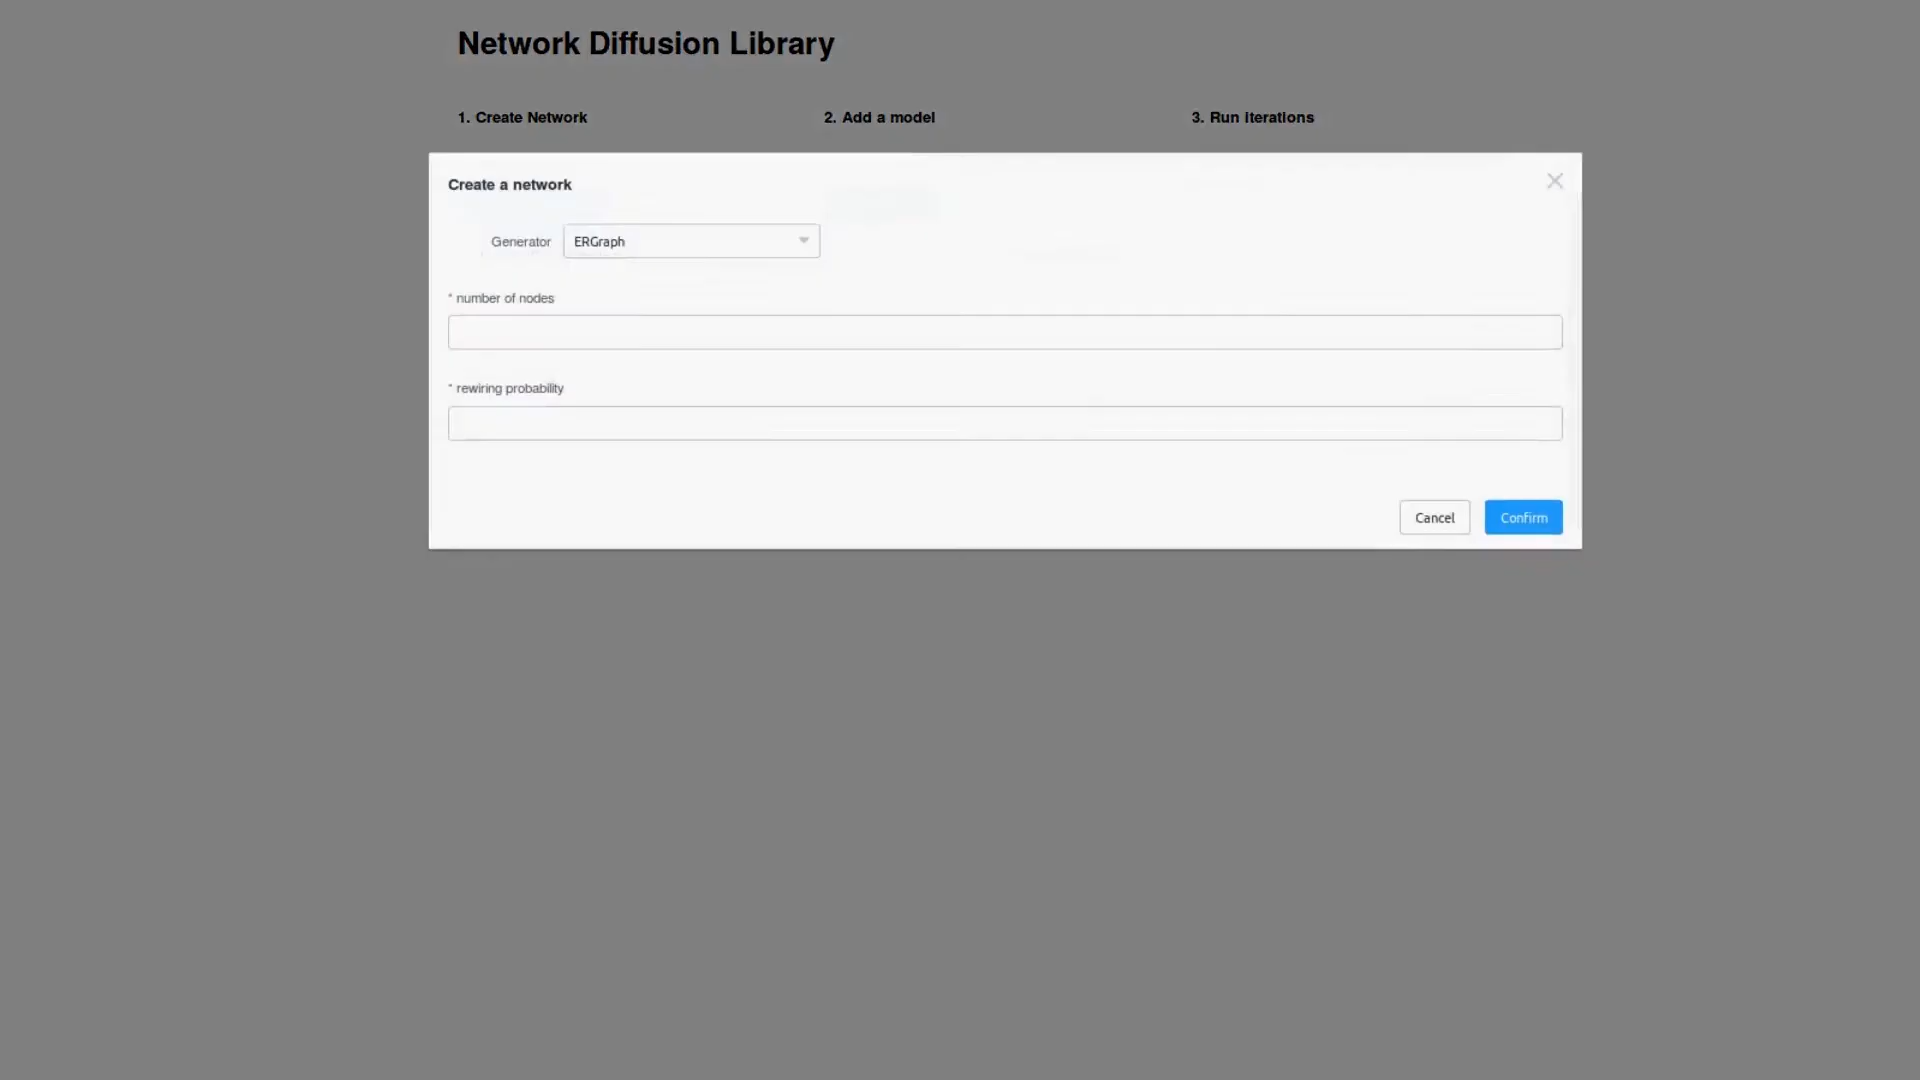 Network Diffusion Library
1. Create Network
2. Add a model
3. Run iterations
Create a network
Generator
ERGraph
* number of nodes
* rewiring probability
Cancel
Confirm